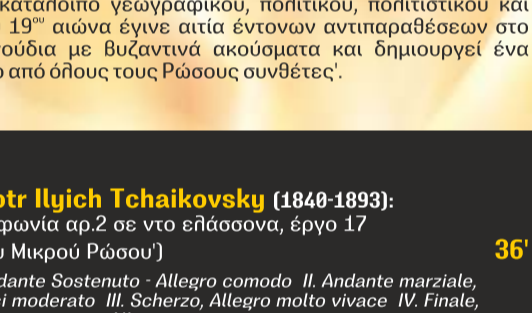 κατάλοιπο γεωγραφικού, πολιτικού, πολιτιστικού και
19ου αιώνα έγινε αιτία έντονων αντιπαραθέσεων στο
ούδια με βυζαντινά ακούσματα και δημιουργεί ένα
από όλους τους Ρώσους συνθέτες'.
otr Ilyich Tchaikovsky (1840-1893):
φωνία αρ.2 σε ντο ελάσσονα, έργο 17
υ Μικρού Ρώσου') 36'
dante Sostenuto - Allegro comodo II. Andante marziale,
i moderato III. Scherzo, Allegro molto vivace IV. Finale,